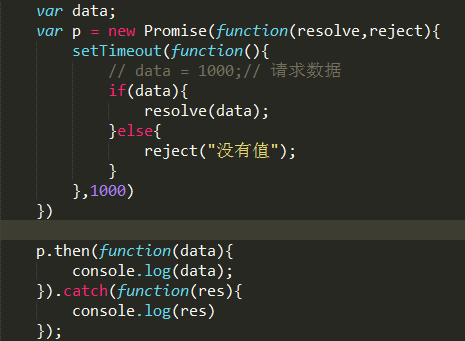 var data;
var p = new Promise(function(resolve,reject){
    setTimeout(function(){
        // data = 1000;// 请求数据
        if(data){
            resolve(data);
        }else{
            reject("没有值");
        }
    },1000)
})
p.then(function(data){
    console.log(data);
}).catch(function(res){
    console.log(res)
});